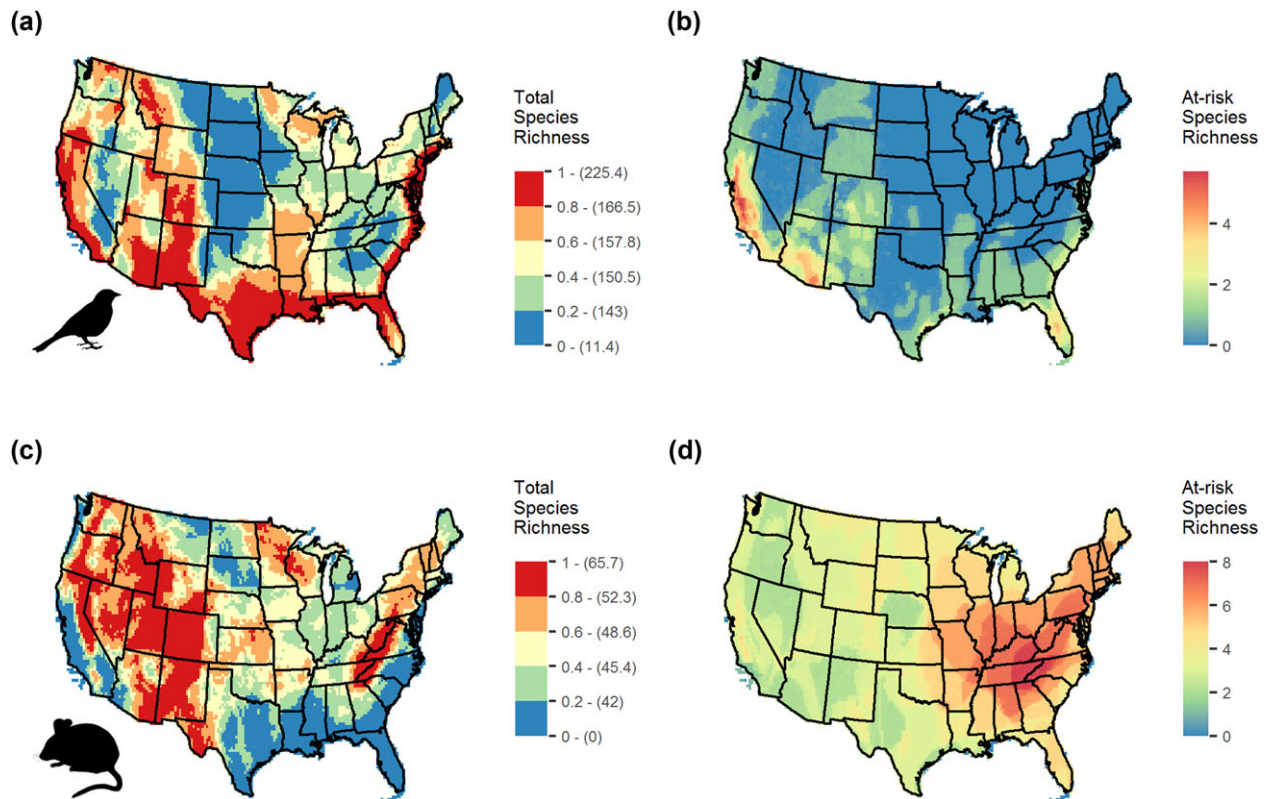 (a)
Total
Species
Richness
1 - (225.4)
0.8 - (166.5)
0.6 - (157.8)
0.4 - (150.5)
0.2 - (143)
0 - (11.4)
(b)
At-risk
Species
Richness
4
2
0
(c)
Total
Species
Richness
1 - (65.7)
0.8 - (52.3)
0.6 - (48.6)
0.4 - (45.4)
0.2 - (42)
0 - (0)
(d)
At-risk
Species
Richness
8
6
4
2
0